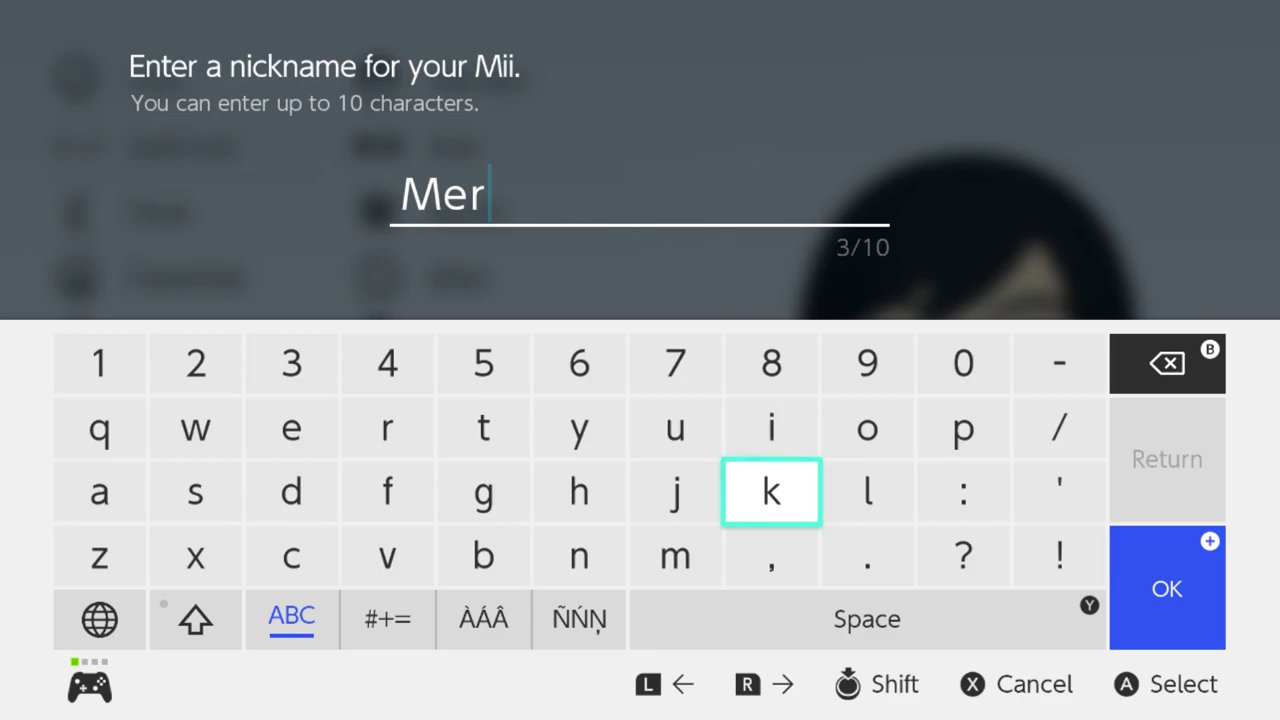 Enter a nickname for your Mii.
You can enter up to 10 characters.
Mer
3/10
1 2 3 4 5 6 7 8 9 0 - B
q w e r t y u i o p /
Return
a s d f g h j k l : '
z x c v b n m , . ? ! +
OK
ABC #+= ÀÁÂ ÑŃŅ Space Y
L ← R → Shift X Cancel A Select